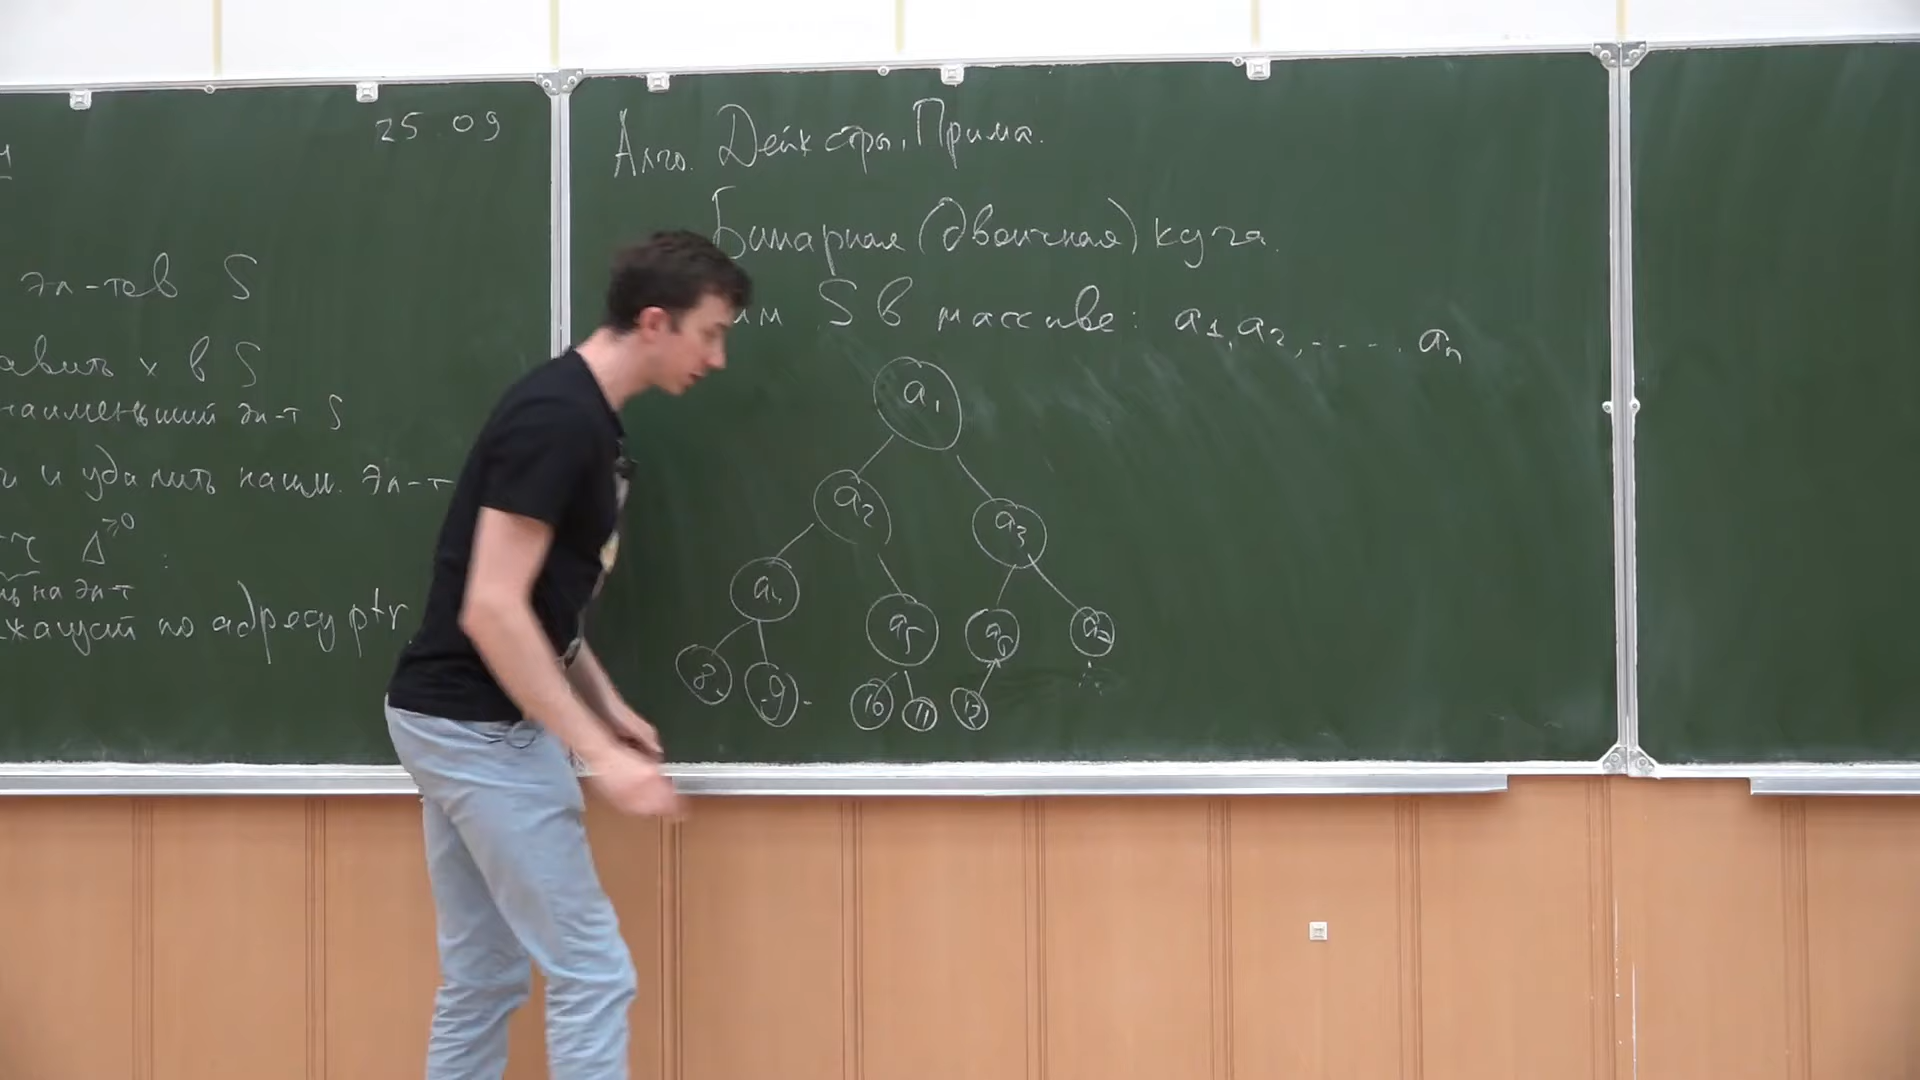 25.09
эл-тов S
авить x в S
наименьший эл-т S
и удалить наим. эл-т
Δ≥0 :
на эл-т
лежащий по адресу ptr.
Алго. Дейкстры, Прима.
Бинарная (двоичная) куча.
им S в массиве: a₁, a₂, ..... aₙ
a₁
a₂ a₃
a₄ a₅ a₆ a₇
8 9 10 11 12